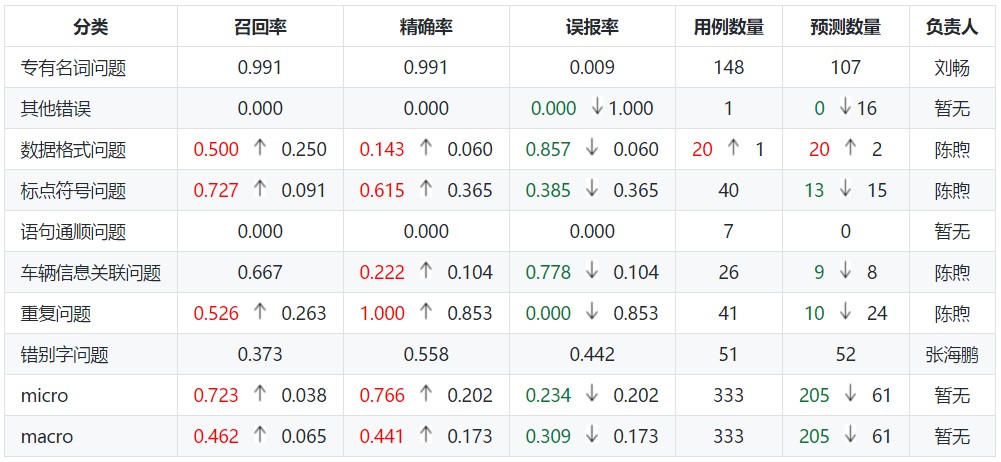 分类 召回率 精确率 误报率 用例数量 预测数量 负责人
专有名词问题 0.991 0.991 0.009 148 107 刘畅
其他错误 0.000 0.000 0.000 ↓ 1.000 1 0 ↓ 16 暂无
数据格式问题 0.500 ↑ 0.250 0.143 ↑ 0.060 0.857 ↓ 0.060 20 ↑ 1 20 ↑ 2 陈煦
标点符号问题 0.727 ↑ 0.091 0.615 ↑ 0.365 0.385 ↓ 0.365 40 13 ↓ 15 陈煦
语句通顺问题 0.000 0.000 0.000 7 0 暂无
车辆信息关联问题 0.667 0.222 ↑ 0.104 0.778 ↓ 0.104 26 9 ↓ 8 陈煦
重复问题 0.526 ↑ 0.263 1.000 ↑ 0.853 0.000 ↓ 0.853 41 10 ↓ 24 陈煦
错别字问题 0.373 0.558 0.442 51 52 张海鹏
micro 0.723 ↑ 0.038 0.766 ↑ 0.202 0.234 ↓ 0.202 333 205 ↓ 61 暂无
macro 0.462 ↑ 0.065 0.441 ↑ 0.173 0.309 ↓ 0.173 333 205 ↓ 61 暂无